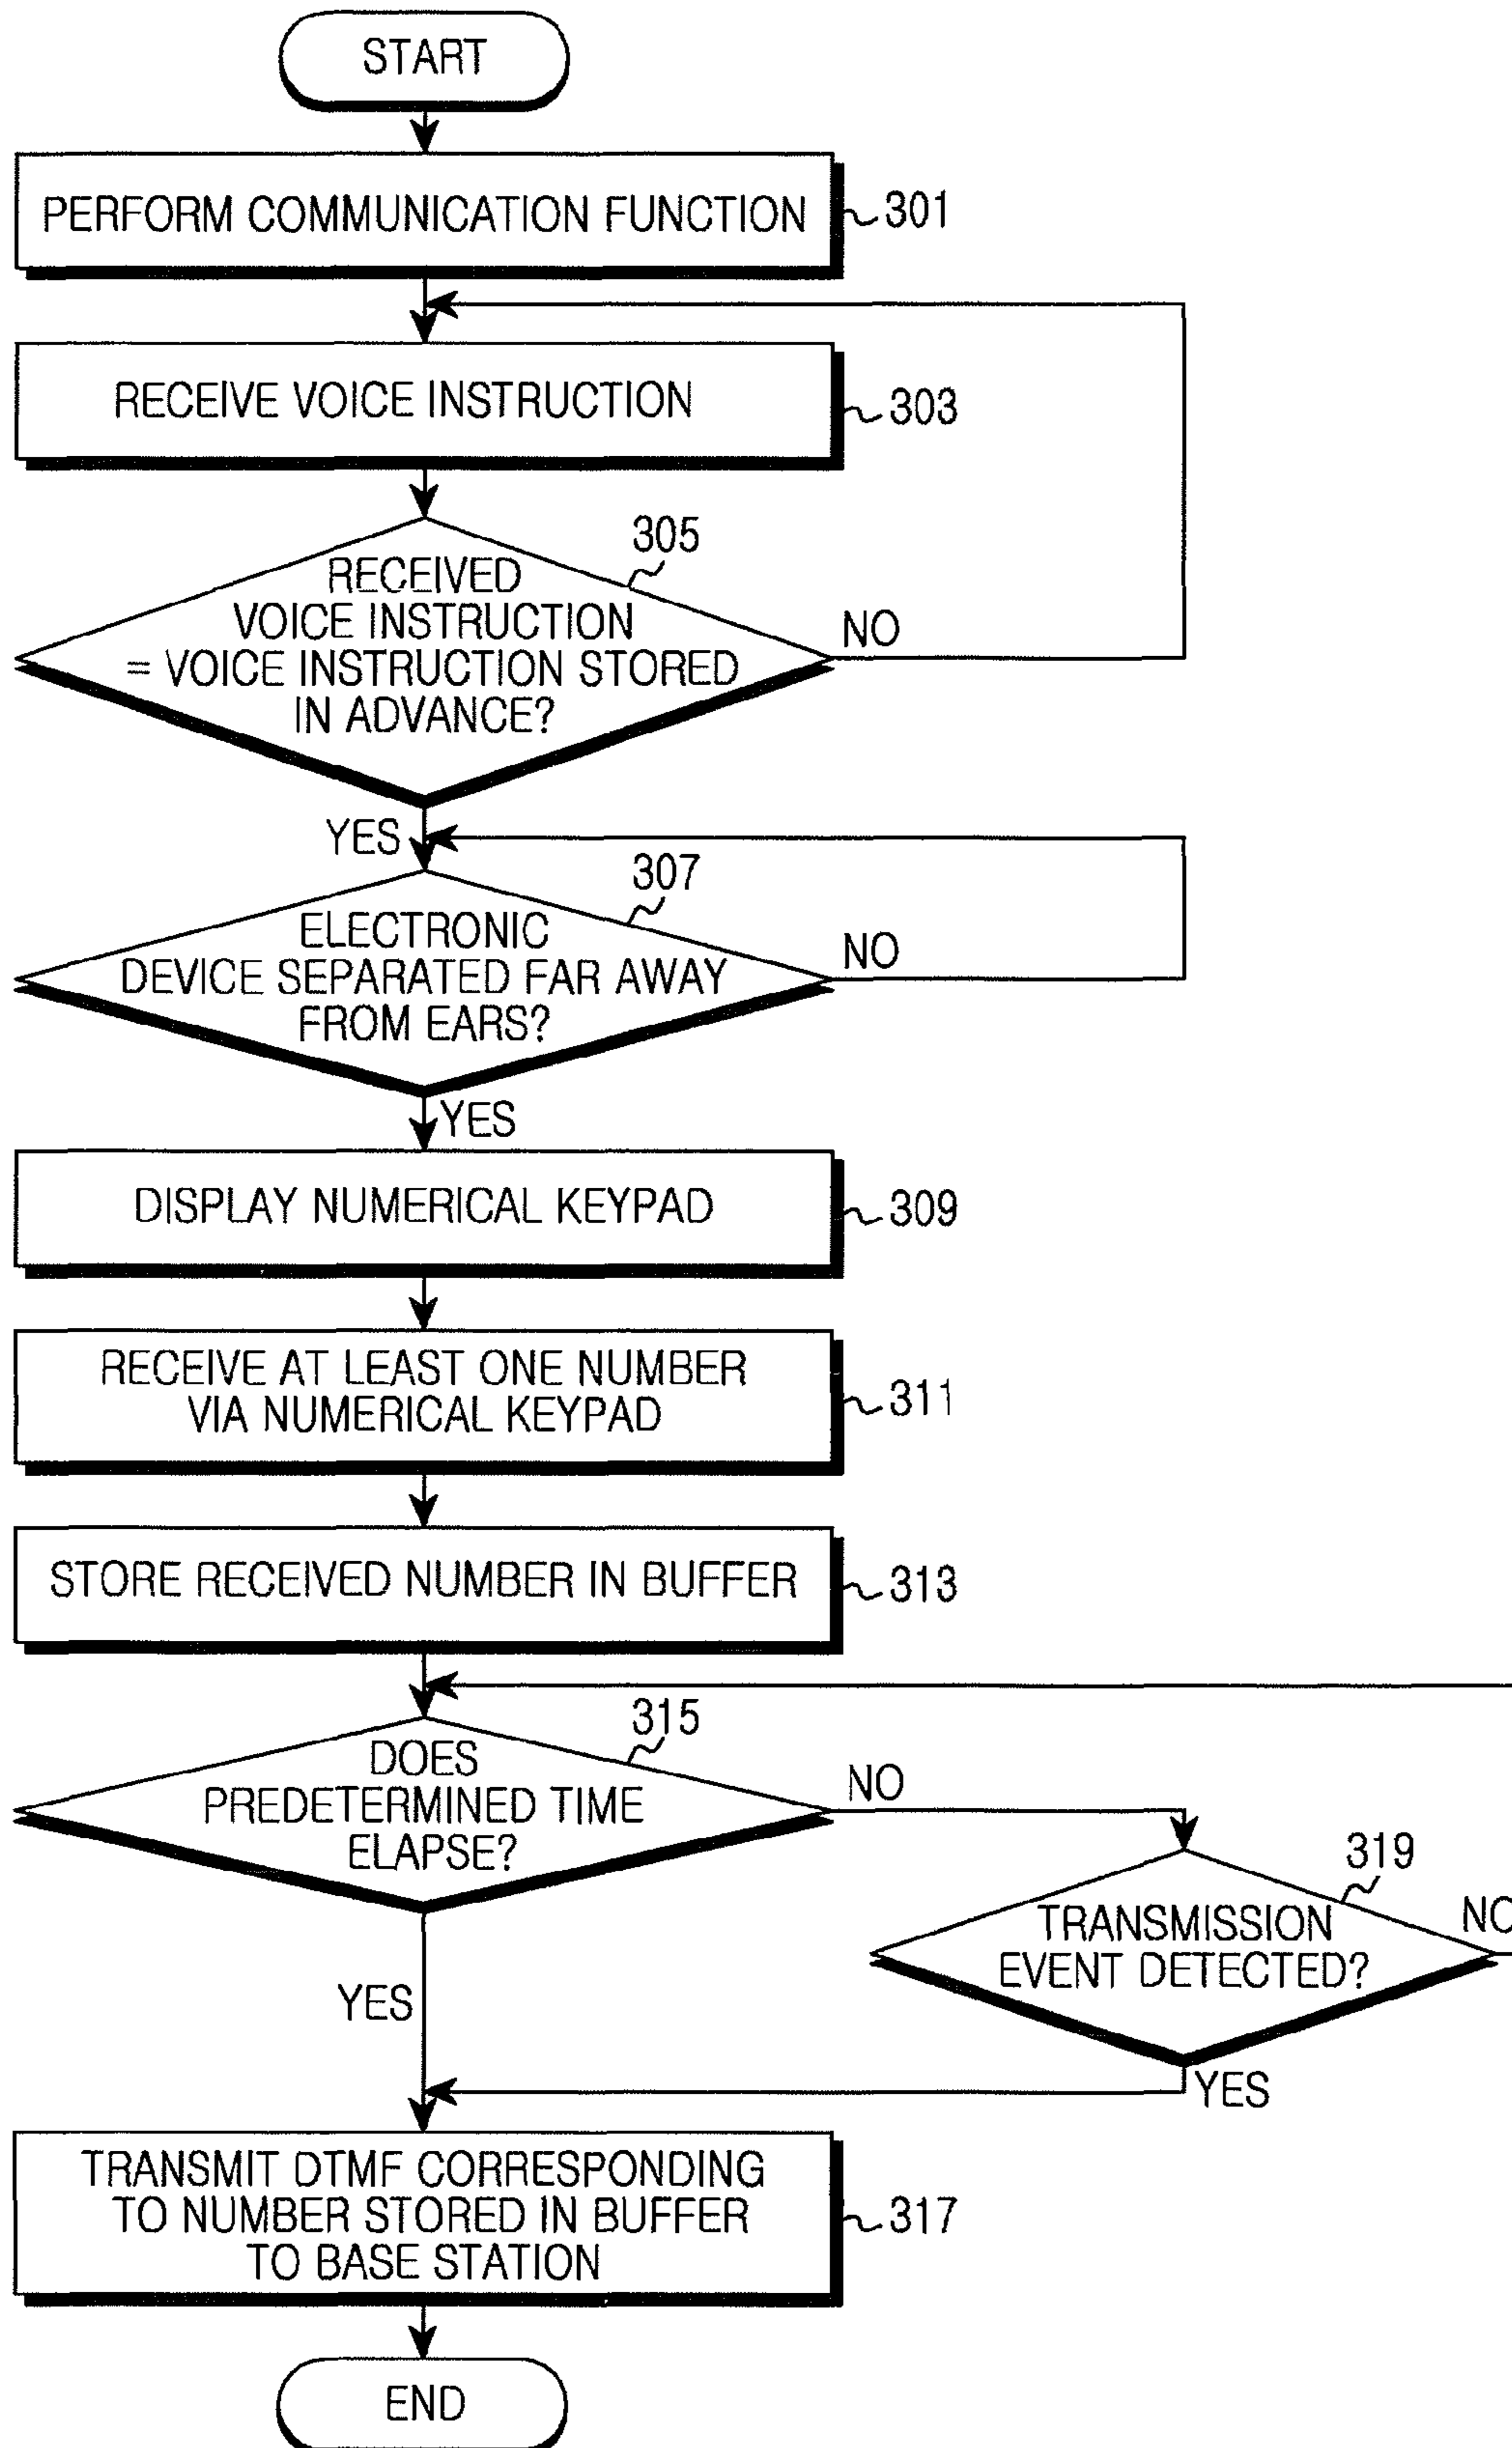 START
PERFORM COMMUNICATION FUNCTION
301
RECEIVE VOICE INSTRUCTION
303
305
RECEIVED
VOICE INSTRUCTION
= VOICE INSTRUCTION STORED
IN ADVANCE?
NO
YES
307
ELECTRONIC
DEVICE SEPARATED FAR AWAY
FROM EARS?
NO
YES
DISPLAY NUMERICAL KEYPAD
309
RECEIVE AT LEAST ONE NUMBER
VIA NUMERICAL KEYPAD
311
STORE RECEIVED NUMBER IN BUFFER
313
315
DOES
PREDETERMINED TIME
ELAPSE?
NO
319
TRANSMISSION
EVENT DETECTED?
NO
YES
YES
TRANSMIT DTMF CORRESPONDING
TO NUMBER STORED IN BUFFER
TO BASE STATION
317
END